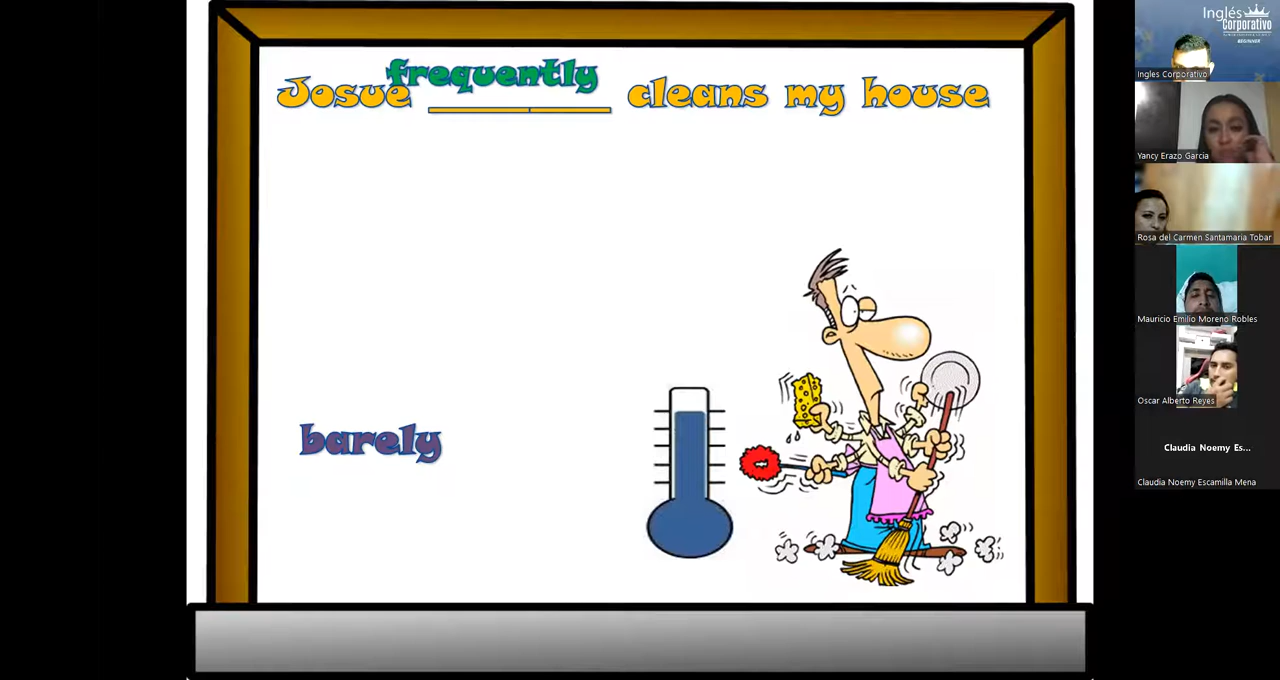 frequently
Josue ________ cleans my house
barely
Inglés
Corporativo
BEGINNER
Ingles Corporativo
Yancy Erazo Garcia
Rosa del Carmen Santamaria Tobar
Mauricio Emilio Moreno Robles
Oscar Alberto Reyes
Claudia Noemy Es...
Claudia Noemy Escamilla Mena